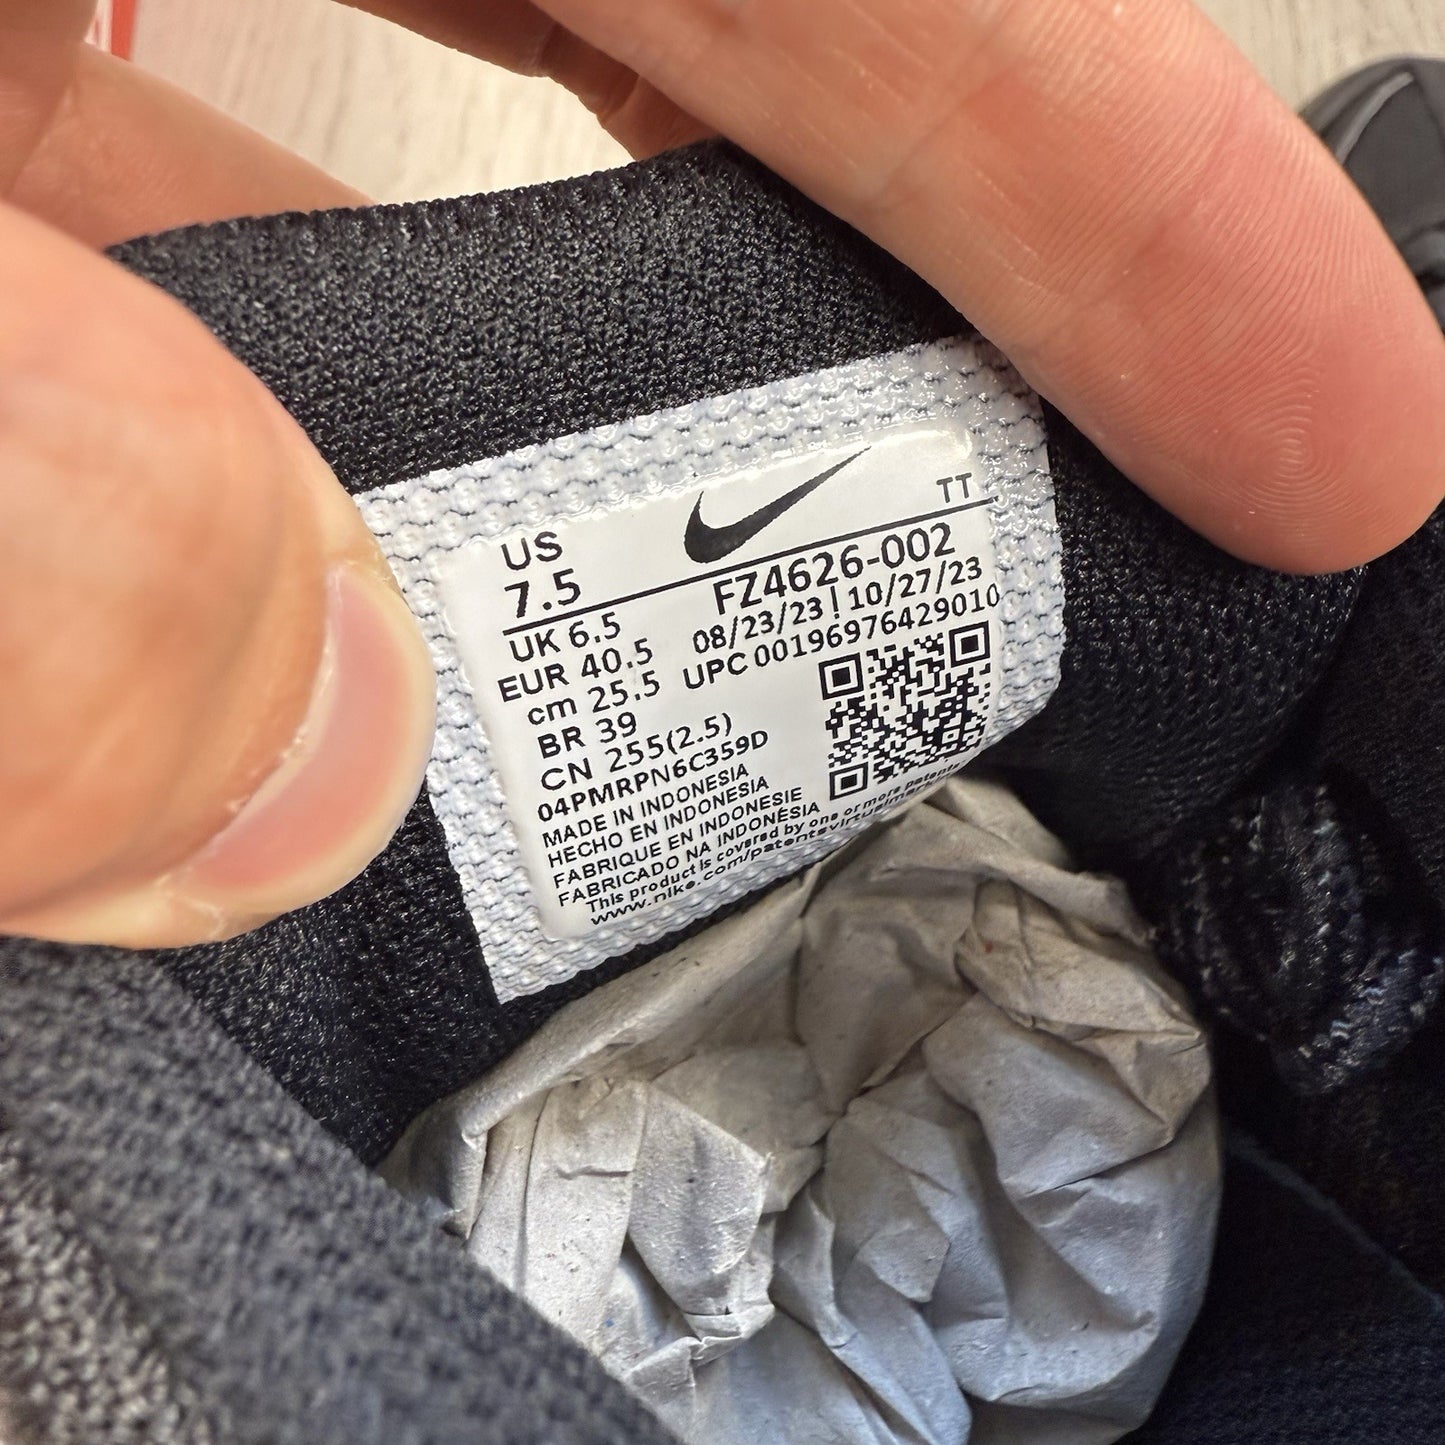 TT
US
7.5
FZ4626-002
08/23/23 ¦ 10/27/23
UPC 00196976429010
UK 6.5
EUR 40.5
cm 25.5
BR 39
CN 255(2.5)
04PMRPN6C359D
MADE IN INDONESIA
HECHO EN INDONESIA
FABRIQUE EN INDONESIE
FABRICADO NA INDONÉSIA
This product is covered by one or more patents.
www.nike.com/patentsvirtual